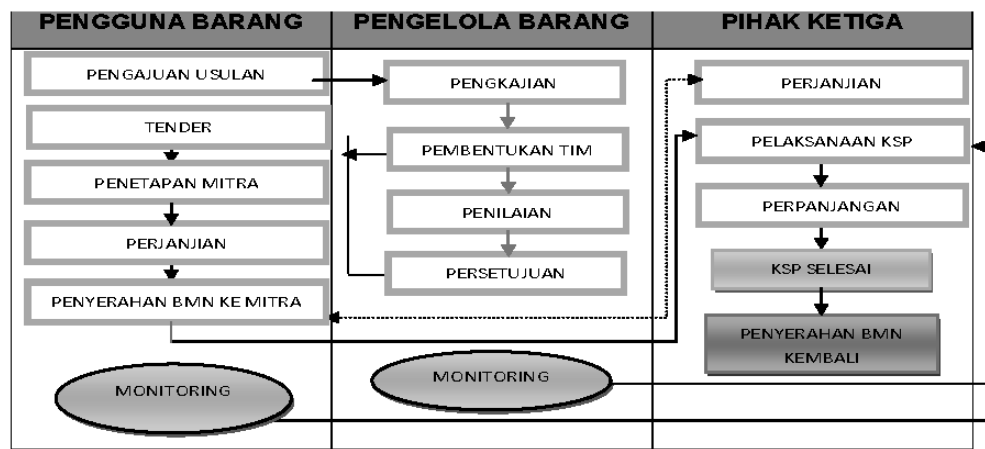 PENGGUNA BARANG
PENGELOLA BARANG
PIHAK KETIGA
PENGAJUAN USULAN
TENDER
PENETAPAN MITRA
PERJANJIAN
PENYERAHAN BMN KE MITRA
MONITORING
PENGKAJIAN
PEMBENTUKAN TIM
PENILAIAN
PERSETUJUAN
MONITORING
PERJANJIAN
PELAKSANAAN KSP
PERPANJANGAN
KSP SELESAI
PENYERAHAN BMN
KEMBALI